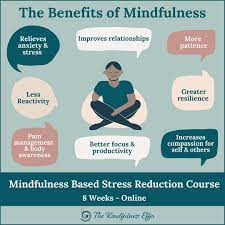 The Benefits of Mindfulness
Relieves
anxiety &
stress
Improves relationships
More
patience
Less
Reactivity
Greater
resilience
Pain
management
& body
awareness
Better focus &
productivity
Increases
compassion for
self & others
Mindfulness Based Stress Reduction Course
8 Weeks - Online
The Kindfulness Effect